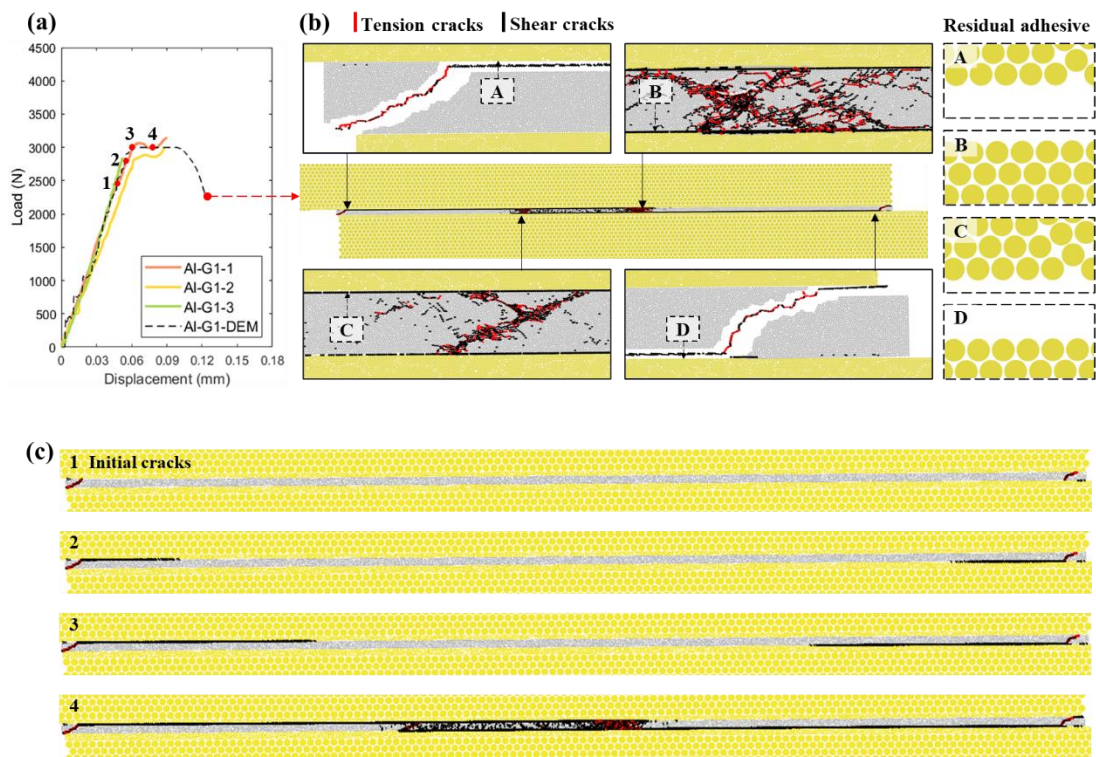 (a)
4500
4000
3500
3000
2500
2000
1500
1000
500
0
Load (N)
0 0.03 0.06 0.09 0.12 0.18
Displacement (mm)
1
2
3
4
Al-G1-1
Al-G1-2
Al-G1-3
Al-G1-DEM
(b)
Tension cracks Shear cracks
A
B
C
D
Residual adhesive
A
B
C
D
(c)
1 Initial cracks
2
3
4